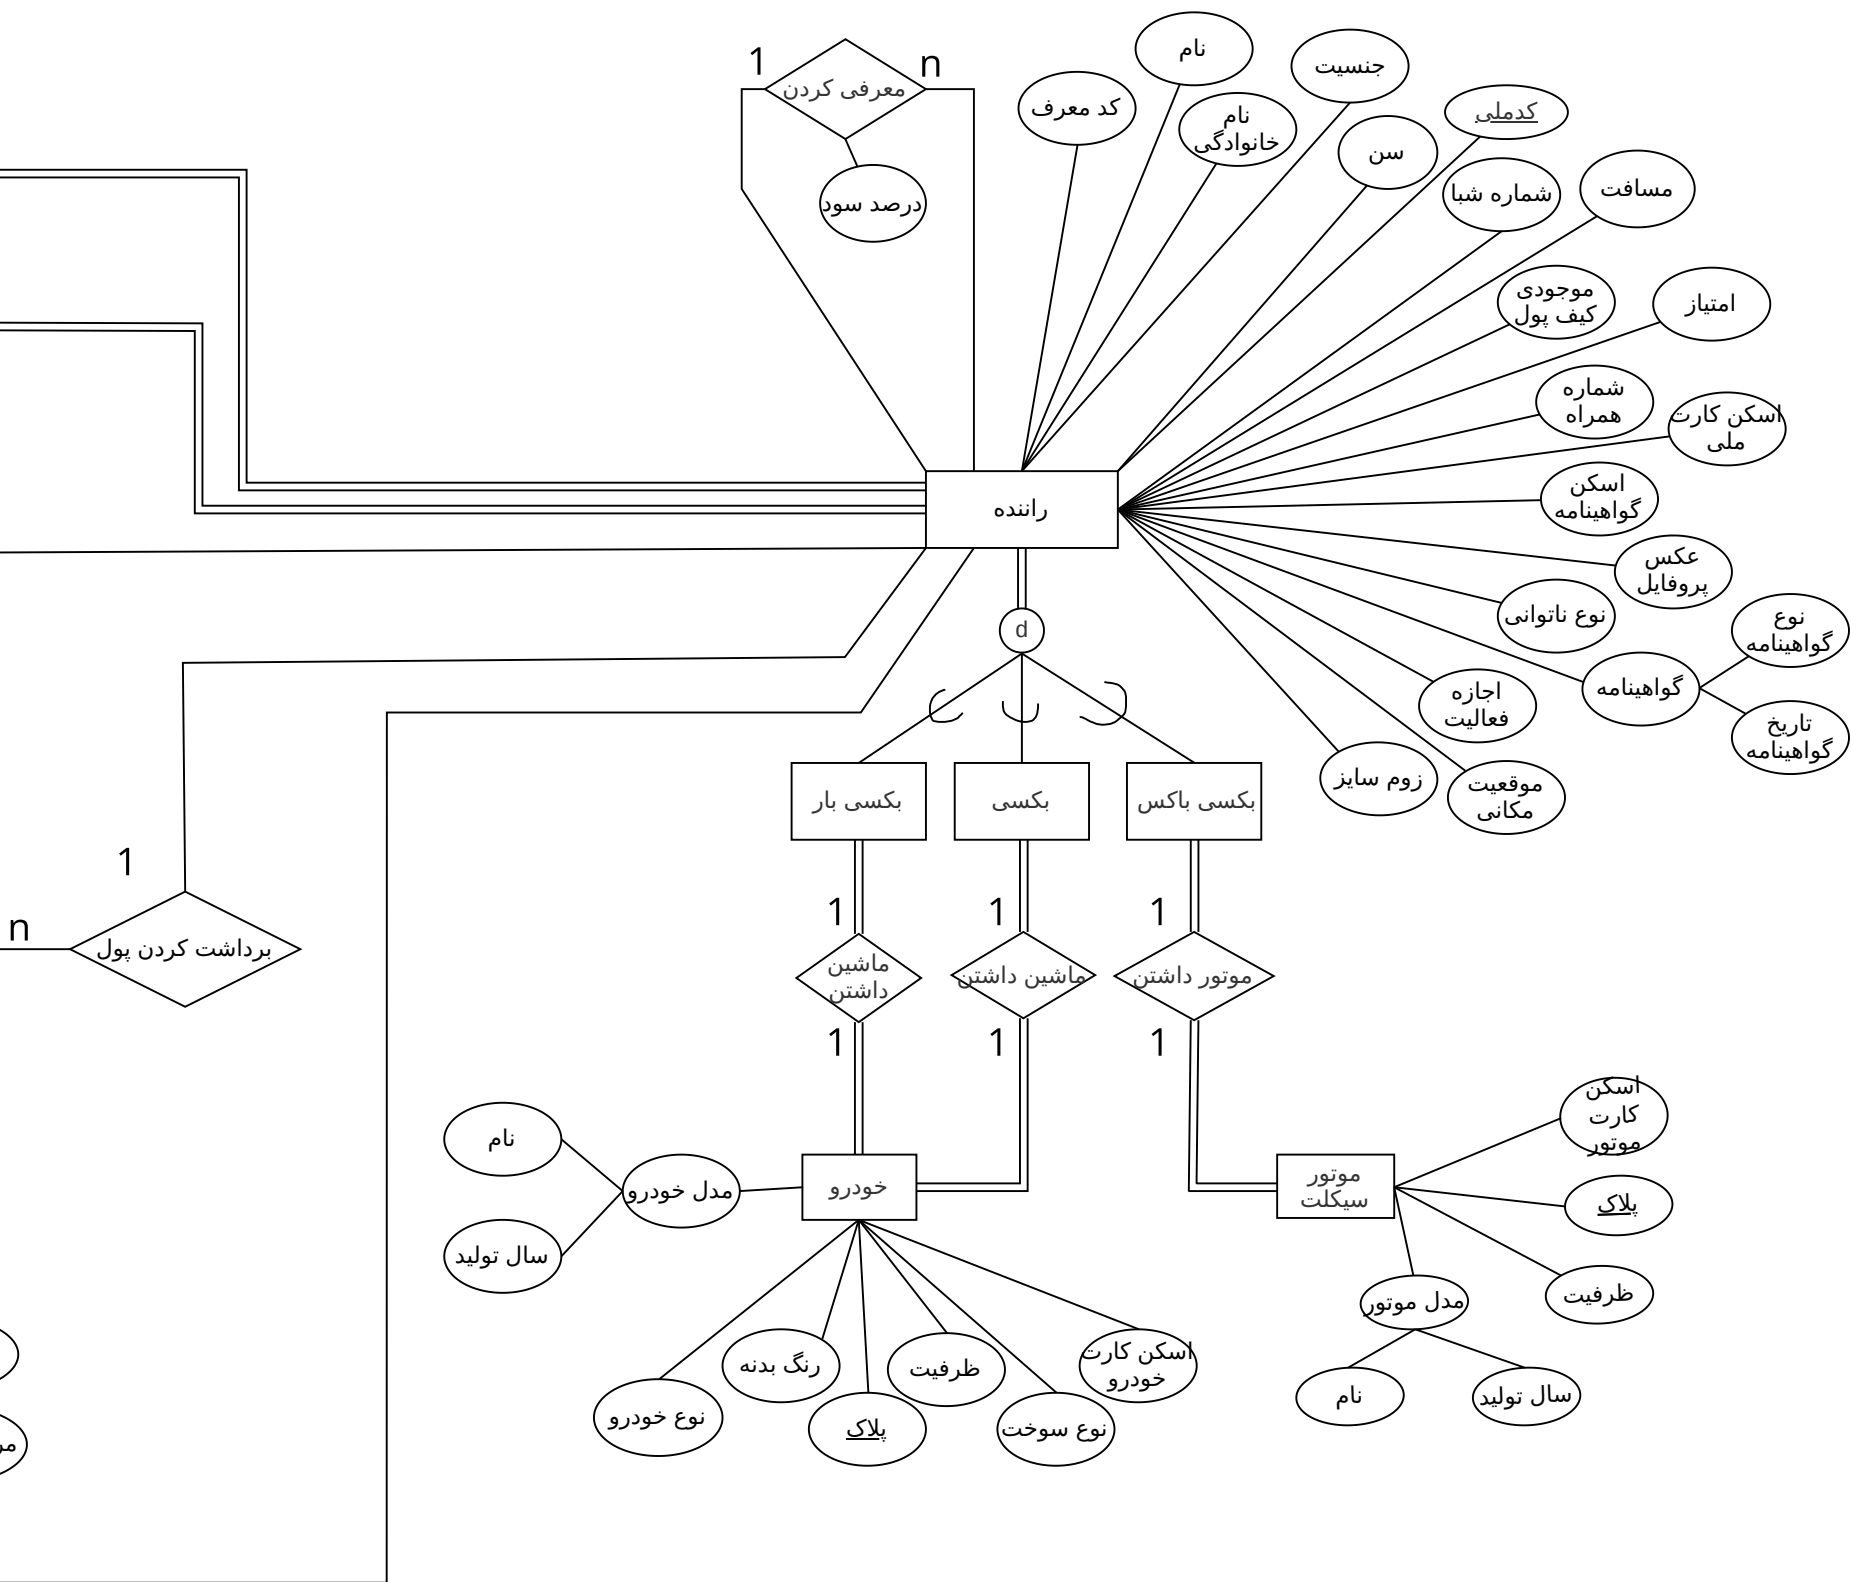 نام
1
n
معرفی کردن
جنسیت
کد معرف
نام
خانوادگی
کدملی
سن
شماره شبا
مسافت
درصد سود
موجودی
کیف پول
امتیاز
شماره
همراه
اسکن کارت
ملی
اسکن
گواهینامه
راننده
عکس
پروفایل
نوع ناتوانی
نوع
گواهینامه
d
گواهینامه
اجازه
فعالیت
تاریخ
گواهینامه
زوم سایز
موقعیت
مکانی
بکسی بار
بکسی
بکسی باکس
1
n
برداشت کردن پول
1
1
1
ماشین
داشتن
ماشین داشتن
موتور داشتن
1
1
1
نام
مدل خودرو
سال تولید
خودرو
موتور
سیکلت
اسکن
کارت
موتور
پلاک
ظرفیت
مدل موتور
نام
سال تولید
رنگ بدنه
ظرفیت
اسکن کارت
خودرو
نوع خودرو
پلاک
نوع سوخت